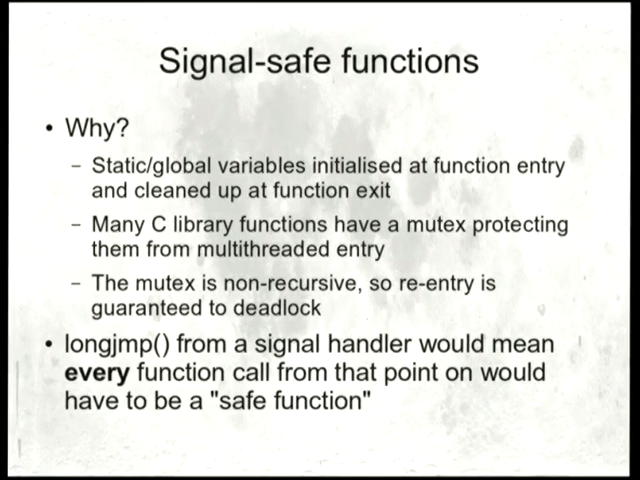 Signal-safe functions
• Why?
– Static/global variables initialised at function entry
and cleaned up at function exit
– Many C library functions have a mutex protecting
them from multithreaded entry
– The mutex is non-recursive, so re-entry is
guaranteed to deadlock
• longjmp() from a signal handler would mean
every function call from that point on would
have to be a "safe function"